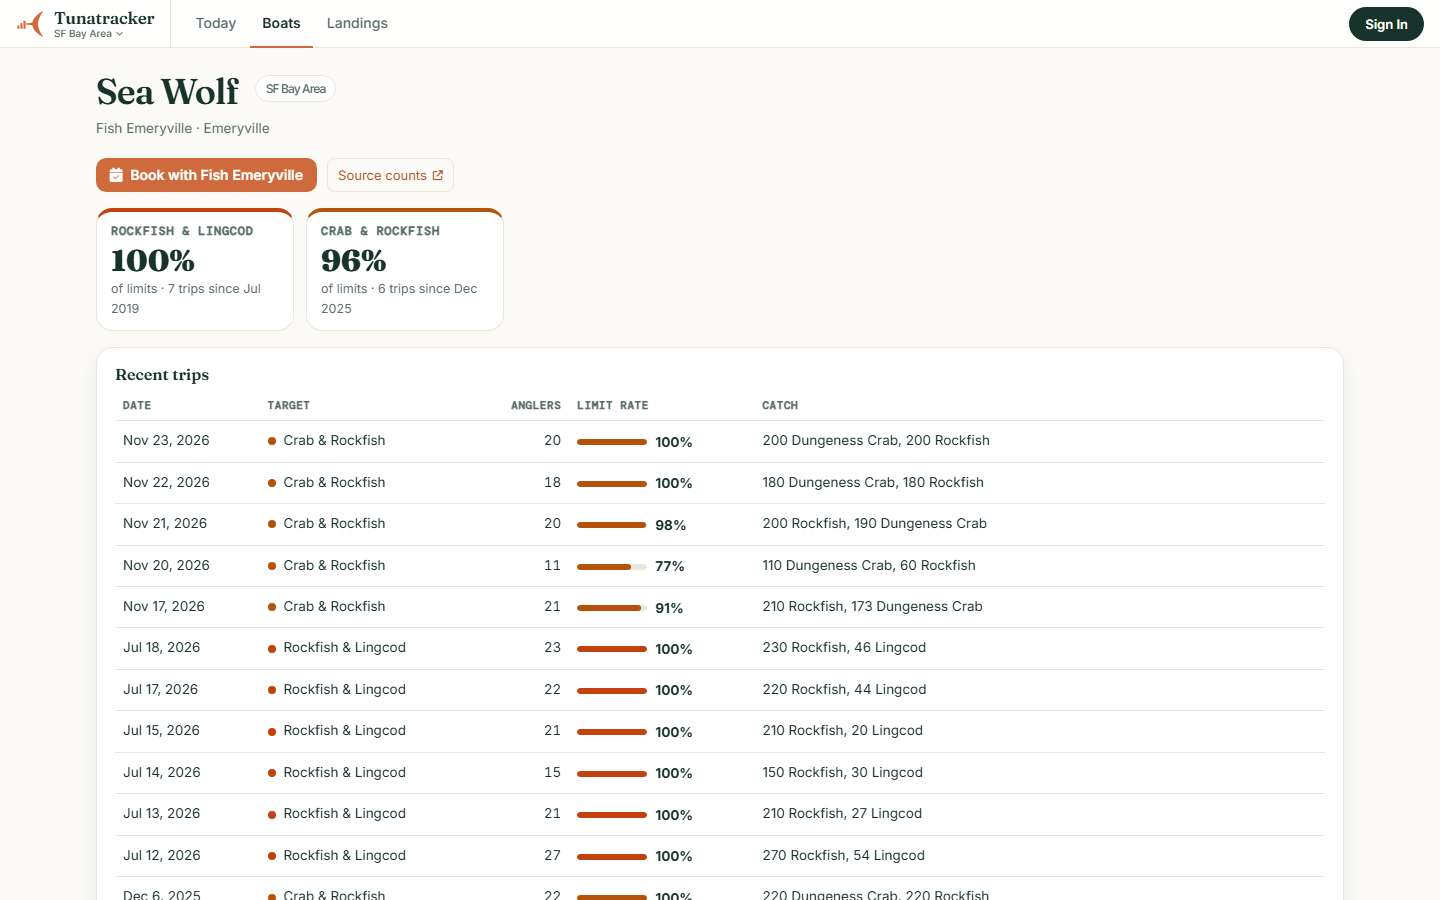 Tunatracker
SF Bay Area
Today
Boats
Landings
Sign In
Sea Wolf
SF Bay Area
Fish Emeryville · Emeryville
Book with Fish Emeryville
Source counts
ROCKFISH & LINGCOD
100%
of limits · 7 trips since Jul
2019
CRAB & ROCKFISH
96%
of limits · 6 trips since Dec
2025
Recent trips
DATE TARGET ANGLERS LIMIT RATE CATCH
Nov 23, 2026 Crab & Rockfish 20 100% 200 Dungeness Crab, 200 Rockfish
Nov 22, 2026 Crab & Rockfish 18 100% 180 Dungeness Crab, 180 Rockfish
Nov 21, 2026 Crab & Rockfish 20 98% 200 Rockfish, 190 Dungeness Crab
Nov 20, 2026 Crab & Rockfish 11 77% 110 Dungeness Crab, 60 Rockfish
Nov 17, 2026 Crab & Rockfish 21 91% 210 Rockfish, 173 Dungeness Crab
Jul 18, 2026 Rockfish & Lingcod 23 100% 230 Rockfish, 46 Lingcod
Jul 17, 2026 Rockfish & Lingcod 22 100% 220 Rockfish, 44 Lingcod
Jul 15, 2026 Rockfish & Lingcod 21 100% 210 Rockfish, 20 Lingcod
Jul 14, 2026 Rockfish & Lingcod 15 100% 150 Rockfish, 30 Lingcod
Jul 13, 2026 Rockfish & Lingcod 21 100% 210 Rockfish, 27 Lingcod
Jul 12, 2026 Rockfish & Lingcod 27 100% 270 Rockfish, 54 Lingcod
Dec 6, 2025 Crab & Rockfish 22 100% 220 Dungeness Crab, 220 Rockfish